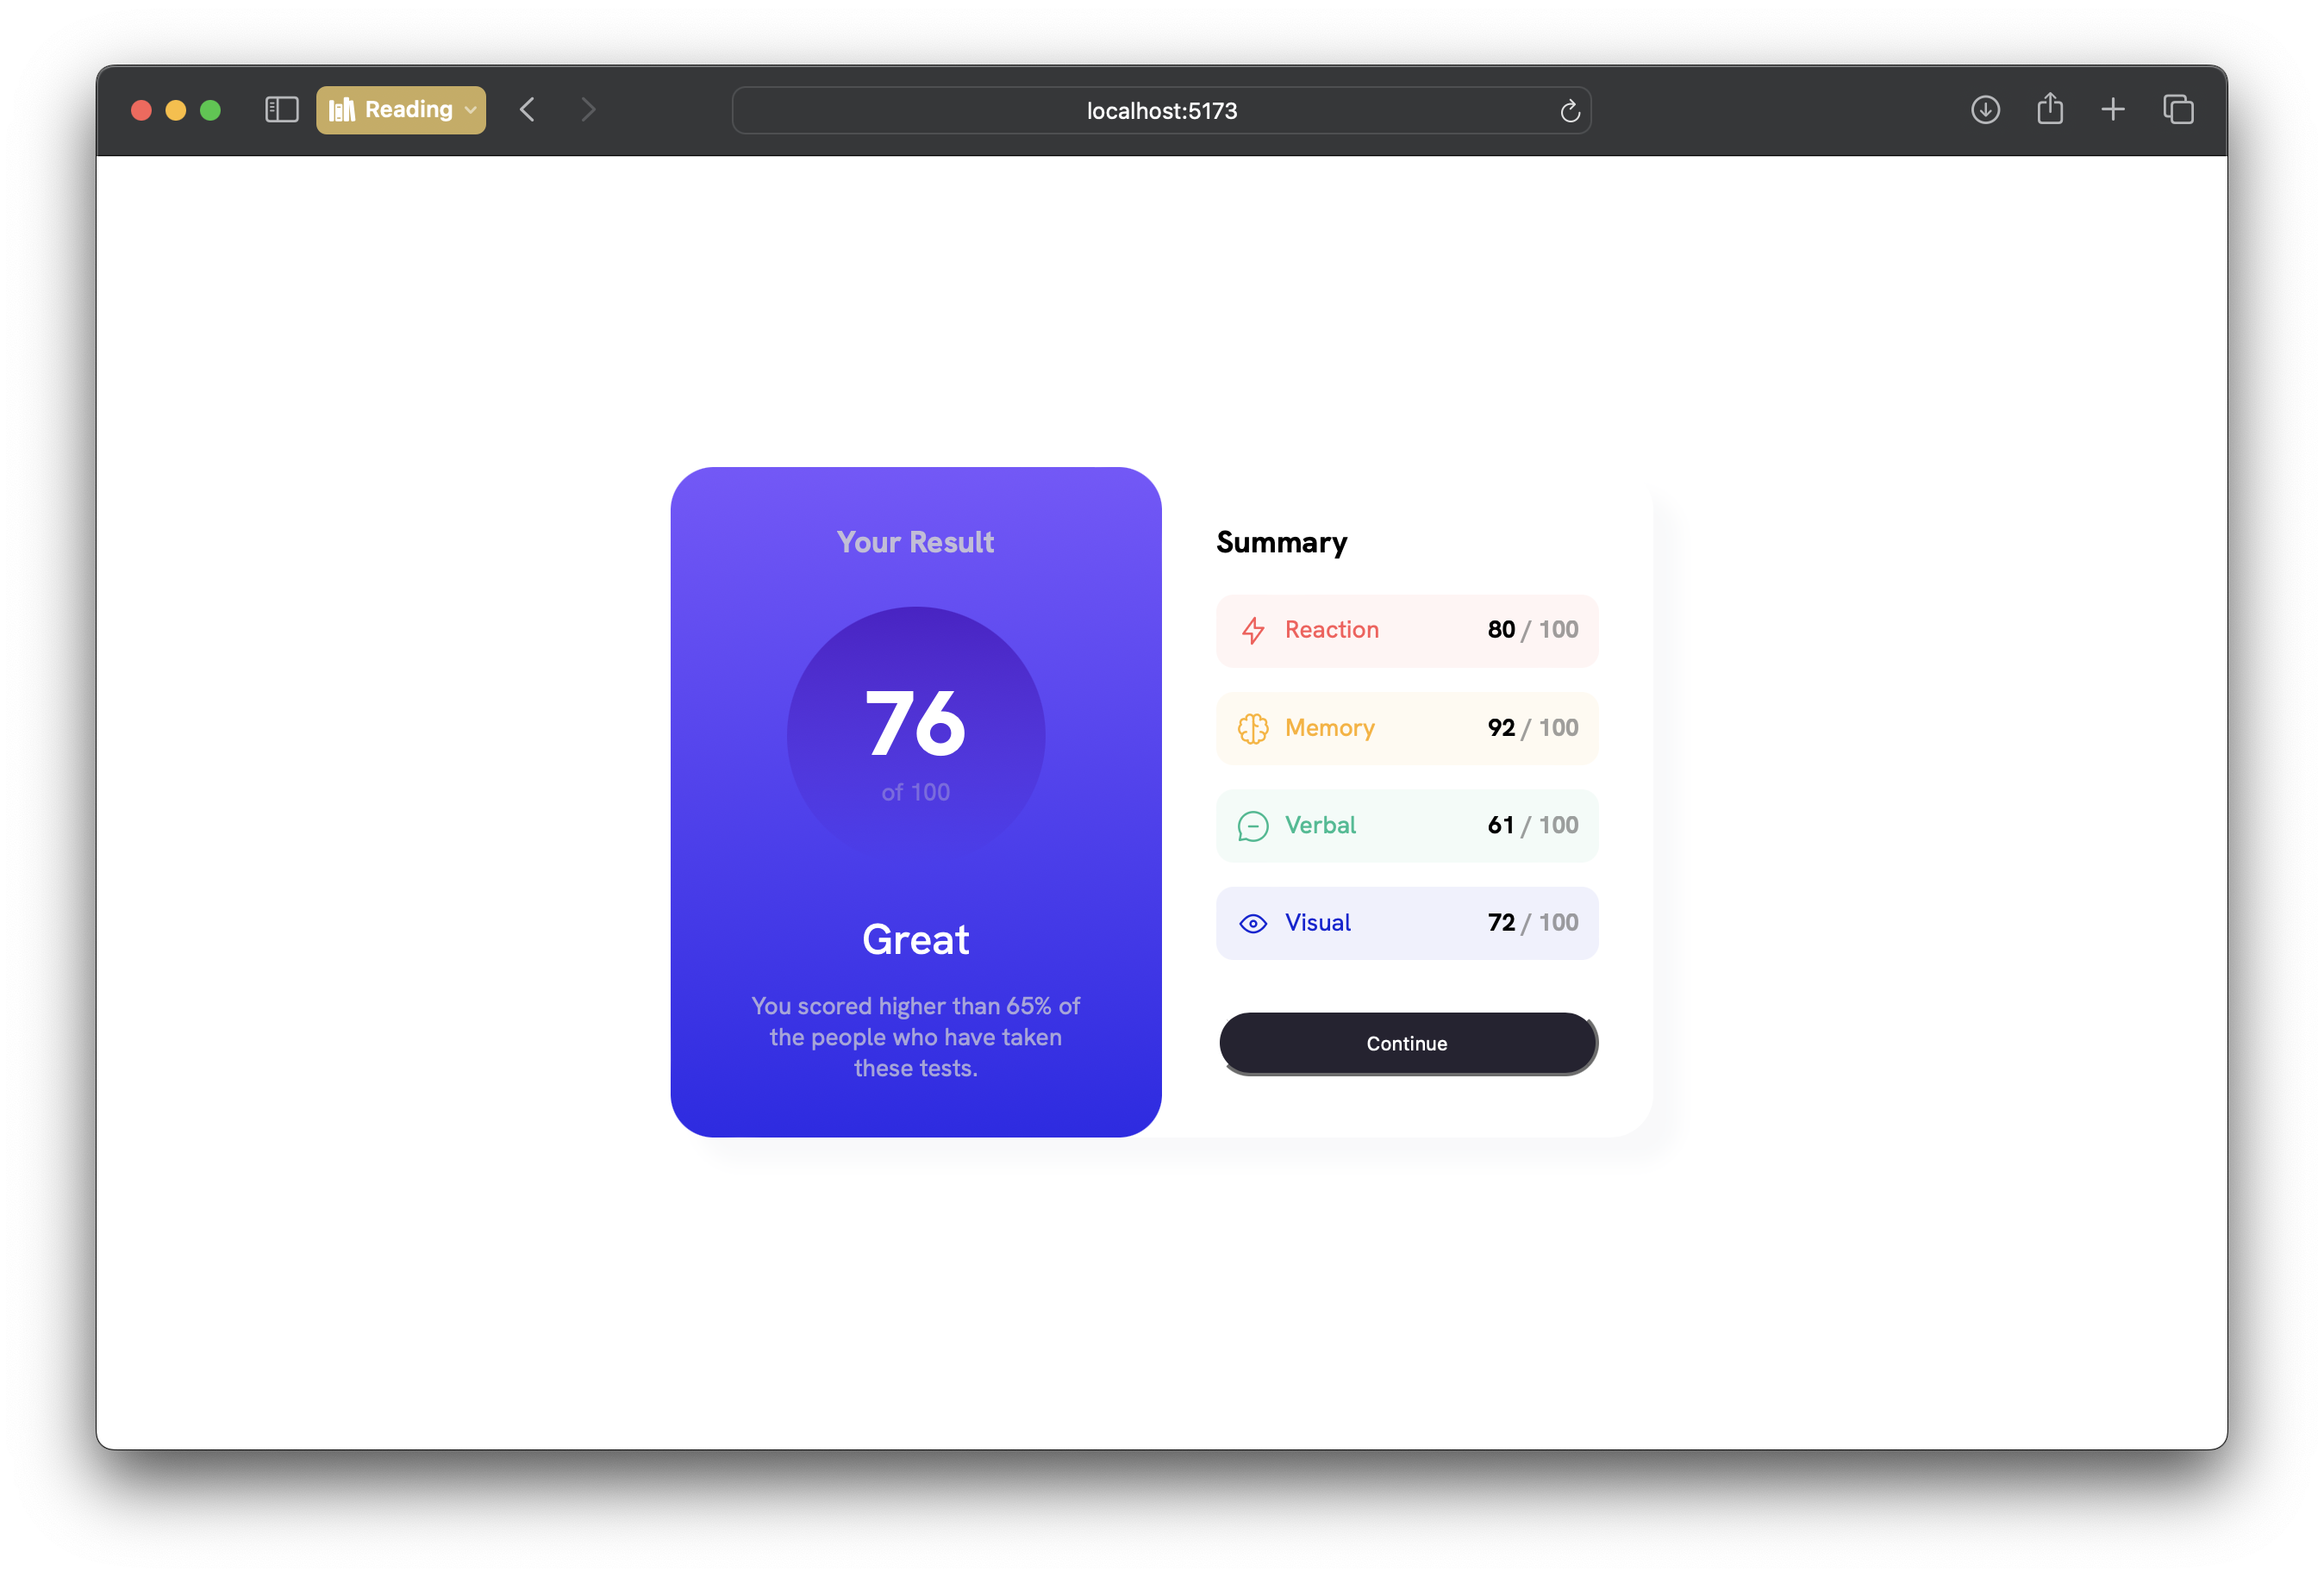 Reading
localhost:5173
Your Result
76
of 100
Great
You scored higher than 65% of
the people who have taken
these tests.
Summary
Reaction 80 / 100
Memory 92 / 100
Verbal 61 / 100
Visual 72 / 100
Continue